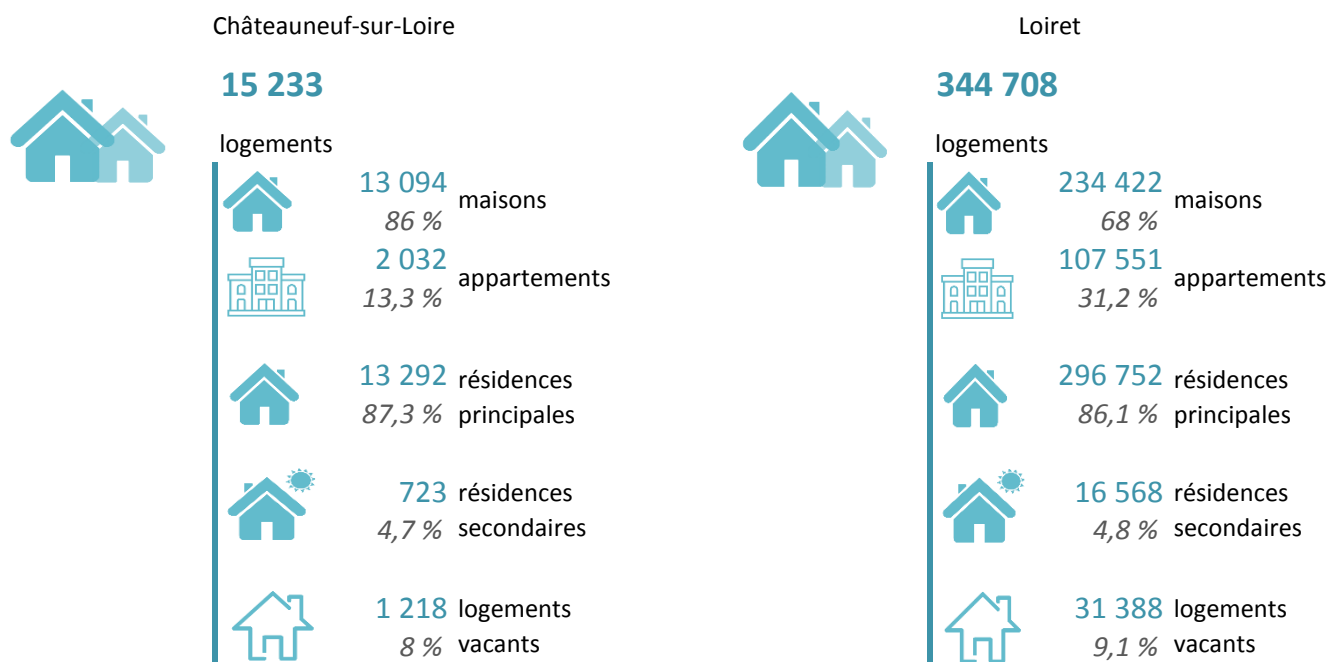 Châteauneuf-sur-Loire
15 233
logements
13 094
86 %
maisons
2 032
13,3 %
appartements
13 292
87,3 %
résidences
principales
723
4,7 %
résidences
secondaires
1 218
8 %
logements
vacants
Loiret
344 708
logements
234 422
68 %
maisons
107 551
31,2 %
appartements
296 752
86,1 %
résidences
principales
16 568
4,8 %
résidences
secondaires
31 388
9,1 %
logements
vacants